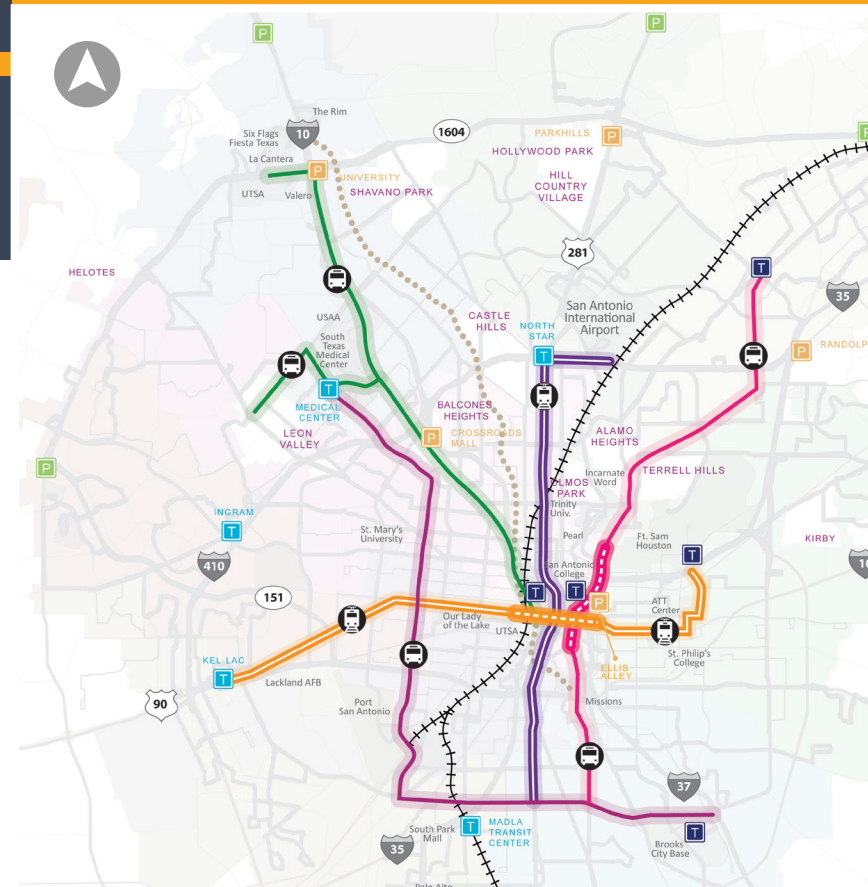 P
P
The Rim
Six Flags
Fiesta Texas
10
1604
PARKHILLS
P
P
HOLLYWOOD PARK
La Cantera
P
UNIVERSITY
HILL
COUNTRY
VILLAGE
UTSA
Valero
SHAVANO PARK
281
HELOTES
T
35
San Antonio
International
Airport
USAA
CASTLE
HILLS
NORTH
STAR
T
South
Texas
Medical
Center
P
RANDOLP
T
MEDICAL
CENTER
BALCONES
HEIGHTS
LEON
VALLEY
P
CROSSROADS
MALL
ALAMO
HEIGHTS
P
Incarnate
Word
TERRELL HILLS
OLMOS
PARK
Trinity
Univ.
INGRAM
T
St. Mary's
University
Pearl
Ft. Sam
Houston
KIRBY
T
410
San Antonio
College
151
T
T
P
ATT
Center
Our Lady
of the Lake
UTSA
St. Philip's
College
KEL-LAC
T
ELLIS
ALLEY
Lackland AFB
90
Port
San Antonio
Missions
37
South Park
Mall
T
MADLA
TRANSIT
CENTER
T
35
Brooks
City Base
Palo Alto